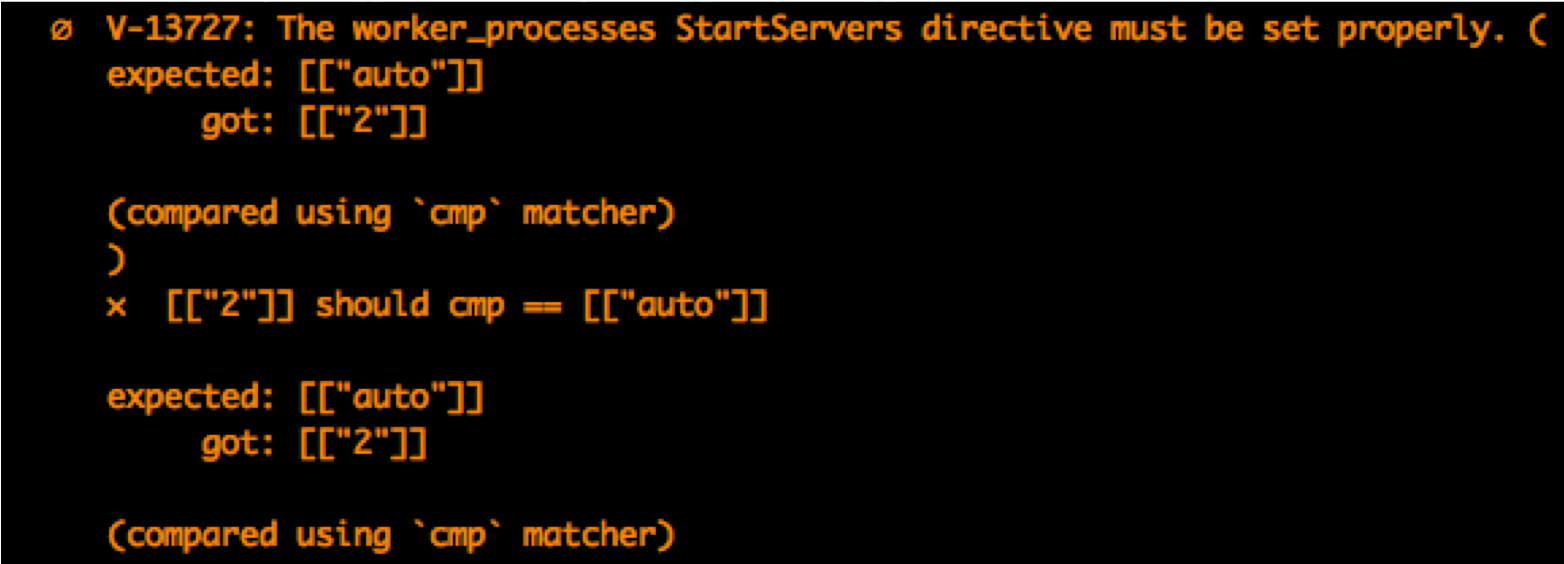 ø V-13727: The worker_processes StartServers directive must be set properly. (
expected: [["auto"]]
got: [["2"]]
(compared using `cmp` matcher)
)
× [["2"]] should cmp == [["auto"]]
expected: [["auto"]]
got: [["2"]]
(compared using `cmp` matcher)